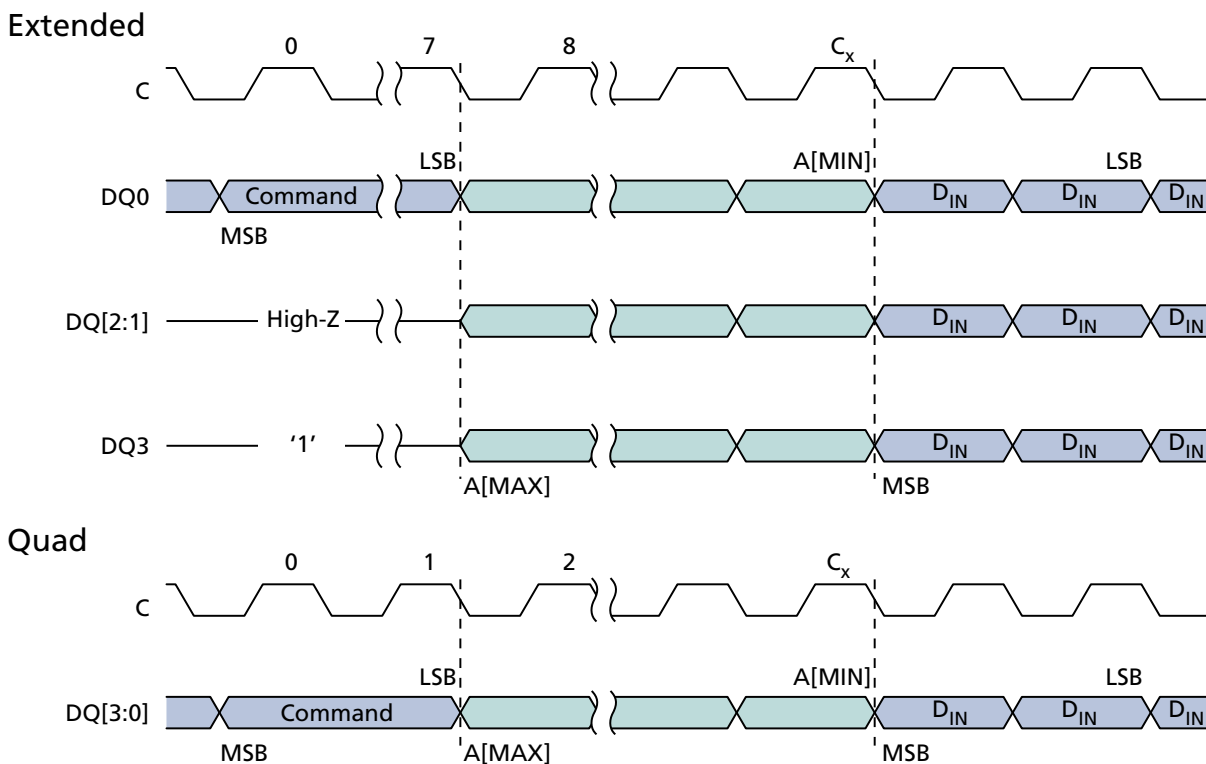 Extended
0 7 8 Cx
C
LSB A[MIN] LSB
DQ0 Command DIN DIN DIN
MSB
DQ[2:1] High-Z DIN DIN DIN
DQ3 '1' DIN DIN DIN
A[MAX] MSB
Quad
0 1 2 Cx
C
LSB A[MIN] LSB
DQ[3:0] Command DIN DIN DIN
MSB A[MAX] MSB